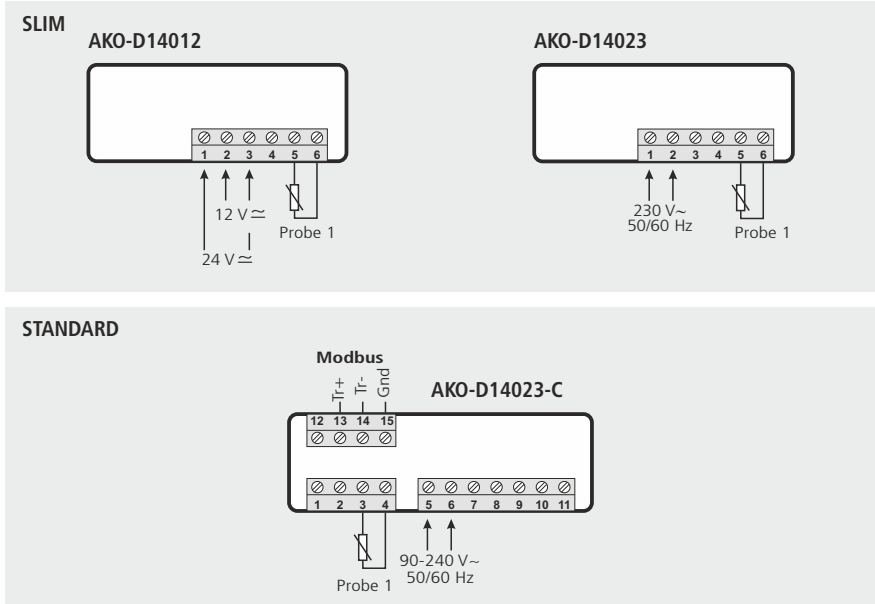 SLIM
AKO-D14012
1 2 3 4 5 6
12 V ≂
Probe 1
24 V ≂
AKO-D14023
1 2 3 4 5 6
230 V~
50/60 Hz
Probe 1
STANDARD
Modbus
Tr+ Tr- Gnd
AKO-D14023-C
12 13 14 15
1 2 3 4
5 6 7 8 9 10 11
Probe 1
90-240 V~
50/60 Hz